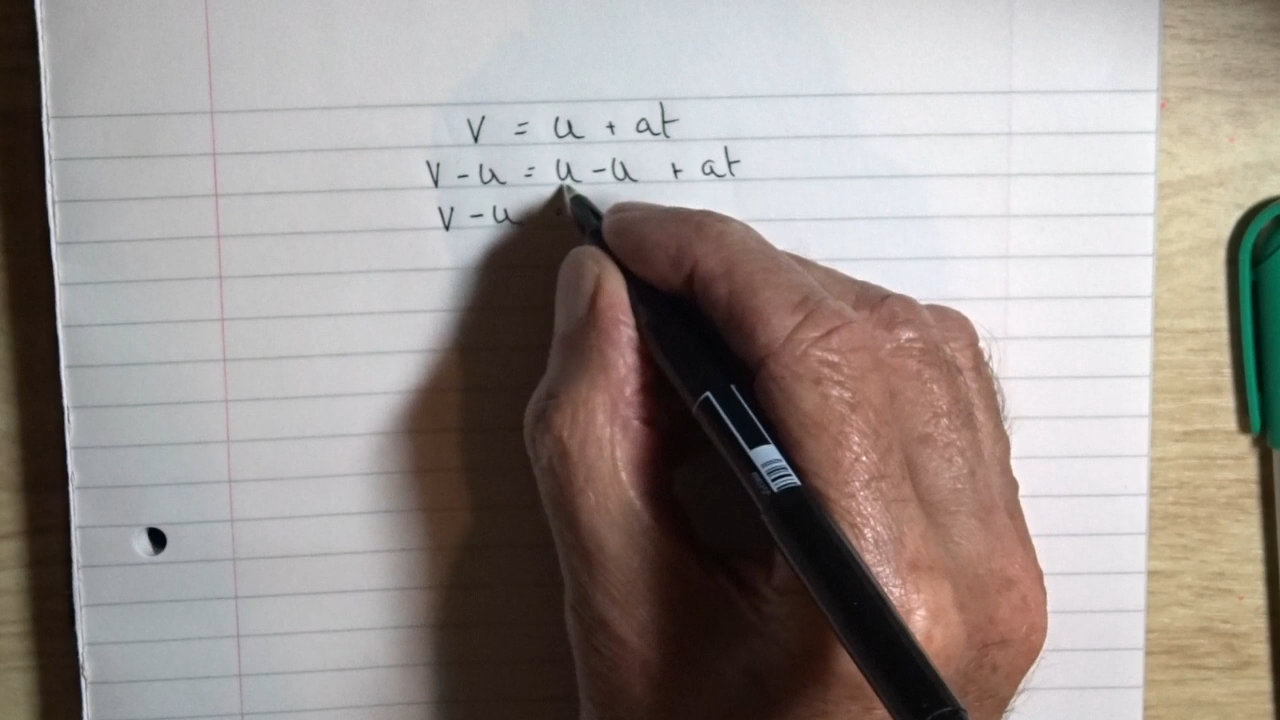 v = u + at
v - u = u - u + at
v - u